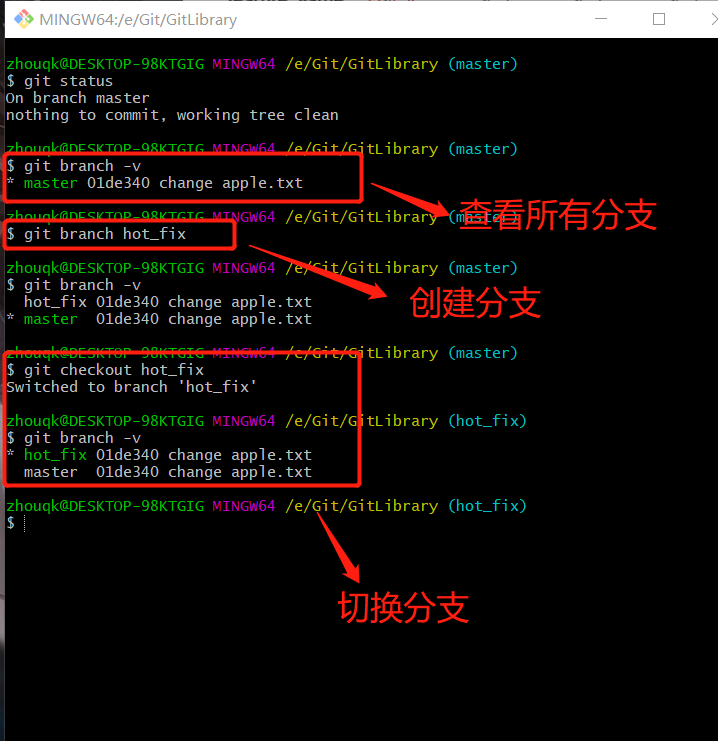 MINGW64:/e/Git/GitLibrary
zhouqk@DESKTOP-98KTGIG MINGW64 /e/Git/GitLibrary (master)
$ git status
On branch master
nothing to commit, working tree clean
zhouqk@DESKTOP-98KTGIG MINGW64 /e/Git/GitLibrary (master)
$ git branch -v
* master 01de340 change apple.txt
zhouqk@DESKTOP-98KTGIG MINGW64 /e/Git/GitLibrary (master)
查看所有分支
$ git branch hot_fix
zhouqk@DESKTOP-98KTGIG MINGW64 /e/Git/GitLibrary (master)
$ git branch -v
hot_fix 01de340 change apple.txt
创建分支
* master  01de340 change apple.txt
zhouqk@DESKTOP-98KTGIG MINGW64 /e/Git/GitLibrary (master)
$ git checkout hot_fix
Switched to branch 'hot_fix'
zhouqk@DESKTOP-98KTGIG MINGW64 /e/Git/GitLibrary (hot_fix)
$ git branch -v
* hot_fix 01de340 change apple.txt
master  01de340 change apple.txt
zhouqk@DESKTOP-98KTGIG MINGW64 /e/Git/GitLibrary (hot_fix)
$
切换分支